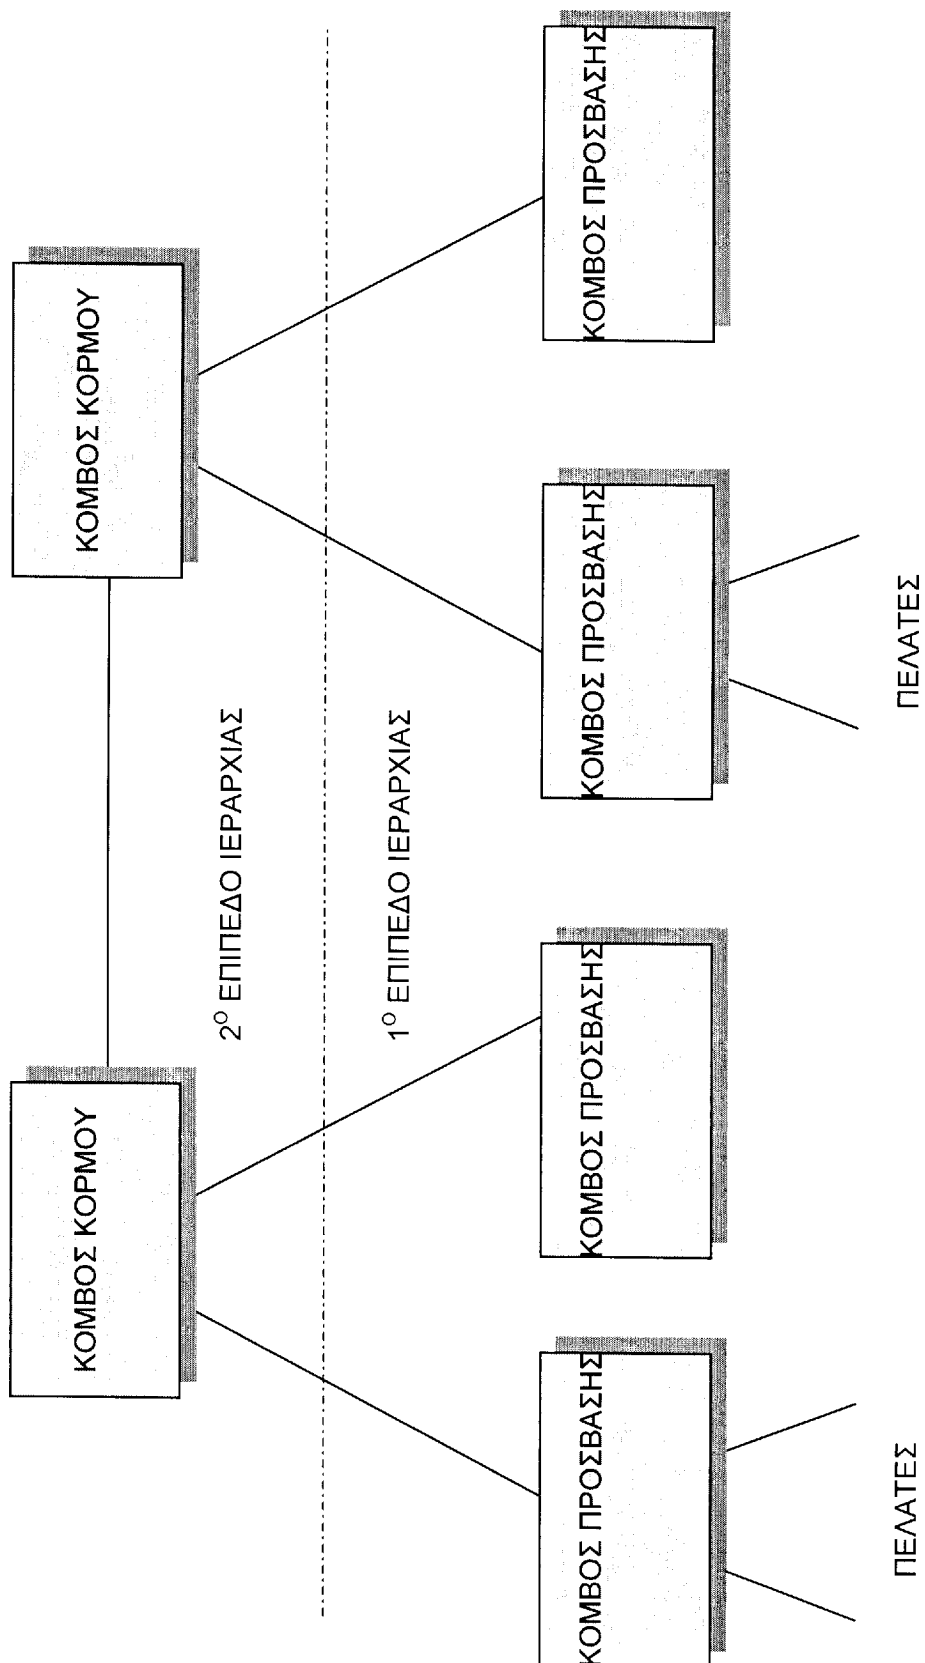 ΚΟΜΒΟΣ ΚΟΡΜΟΥ
ΚΟΜΒΟΣ ΚΟΡΜΟΥ
2Ο ΕΠΙΠΕΔΟ ΙΕΡΑΡΧΙΑΣ
1Ο ΕΠΙΠΕΔΟ ΙΕΡΑΡΧΙΑΣ
ΚΟΜΒΟΣ ΠΡΟΣΒΑΣΗΣ
ΚΟΜΒΟΣ ΠΡΟΣΒΑΣΗΣ
ΚΟΜΒΟΣ ΠΡΟΣΒΑΣΗΣ
ΚΟΜΒΟΣ ΠΡΟΣΒΑΣΗΣ
ΠΕΛΑΤΕΣ
ΠΕΛΑΤΕΣ